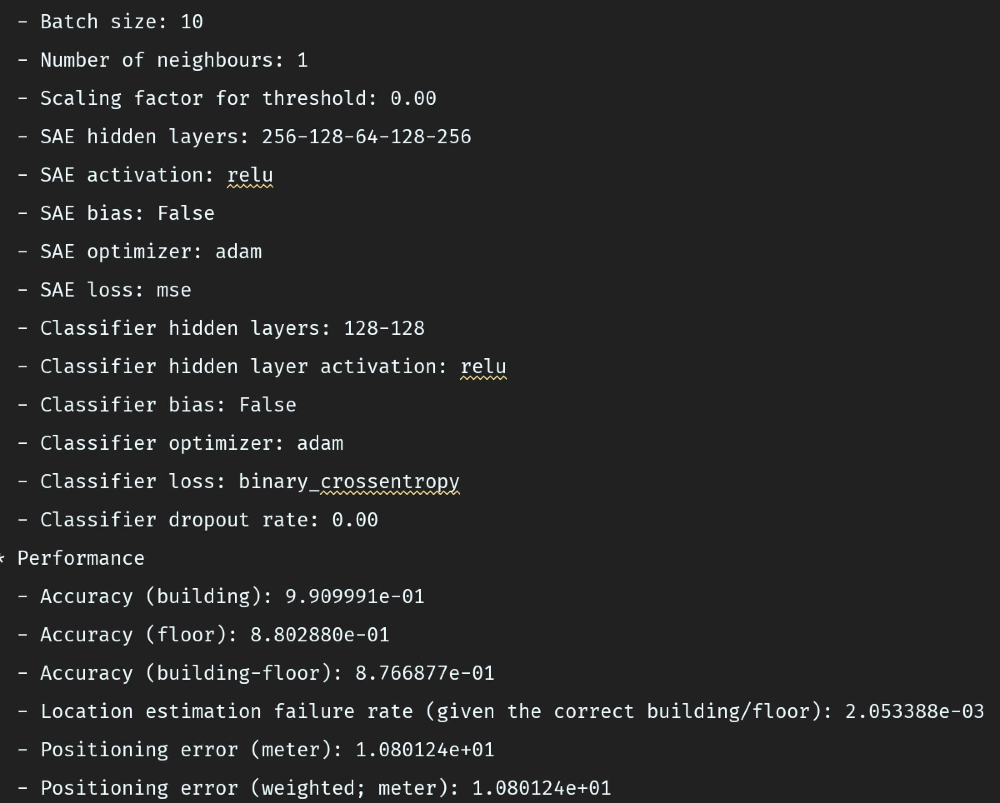 - Batch size: 10
- Number of neighbours: 1
- Scaling factor for threshold: 0.00
- SAE hidden layers: 256-128-64-128-256
- SAE activation: relu
- SAE bias: False
- SAE optimizer: adam
- SAE loss: mse
- Classifier hidden layers: 128-128
- Classifier hidden layer activation: relu
- Classifier bias: False
- Classifier optimizer: adam
- Classifier loss: binary_crossentropy
- Classifier dropout rate: 0.00
* Performance
- Accuracy (building): 9.909991e-01
- Accuracy (floor): 8.802880e-01
- Accuracy (building-floor): 8.766877e-01
- Location estimation failure rate (given the correct building/floor): 2.053388e-03
- Positioning error (meter): 1.080124e+01
- Positioning error (weighted; meter): 1.080124e+01